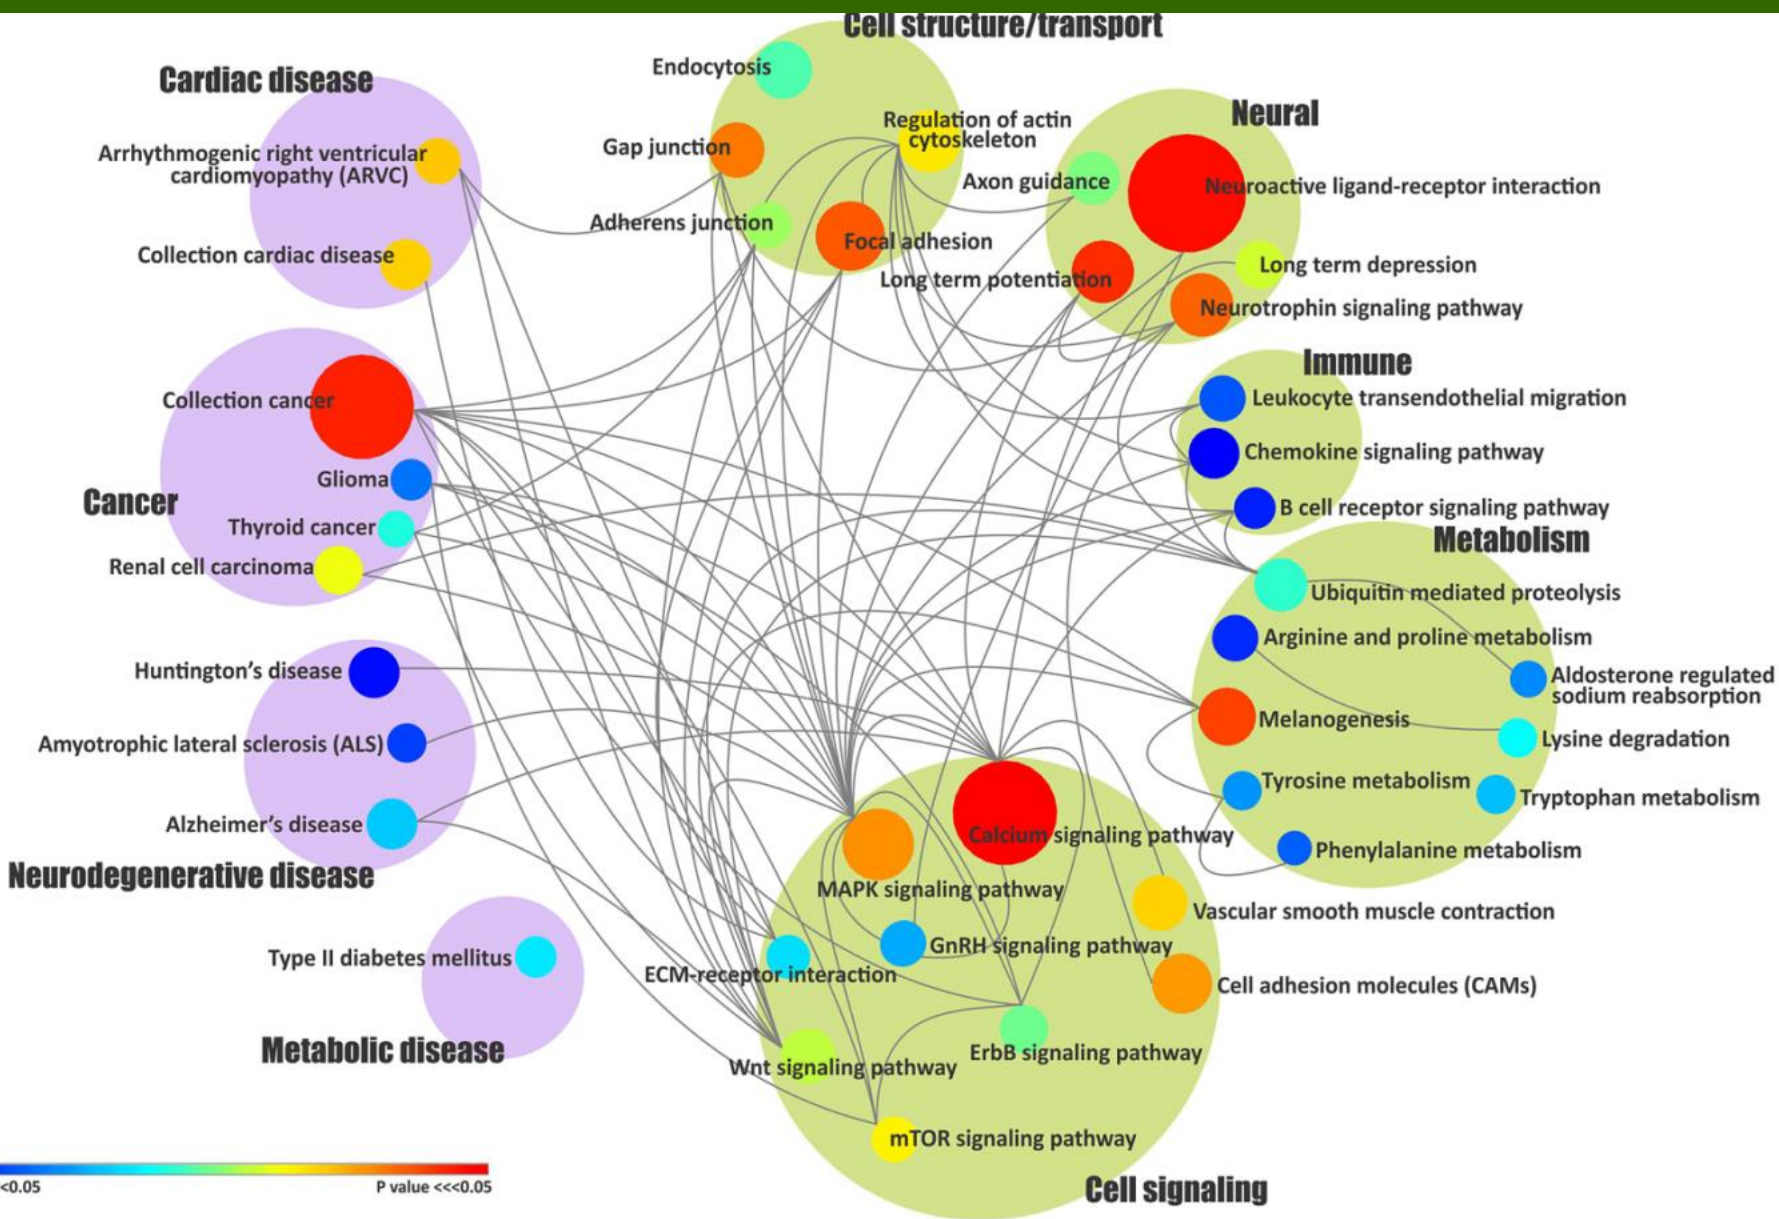 Cell structure/transport
Endocytosis
Gap junction
Regulation of actin
cytoskeleton
Adherens junction
Focal adhesion
Cardiac disease
Arrhythmogenic right ventricular
cardiomyopathy (ARVC)
Collection cardiac disease
Neural
Axon guidance
Neuroactive ligand-receptor interaction
Long term potentiation
Long term depression
Neurotrophin signaling pathway
Immune
Leukocyte transendothelial migration
Chemokine signaling pathway
B cell receptor signaling pathway
Collection cancer
Glioma
Cancer
Thyroid cancer
Renal cell carcinoma
Metabolism
Ubiquitin mediated proteolysis
Arginine and proline metabolism
Aldosterone regulated
sodium reabsorption
Melanogenesis
Lysine degradation
Tyrosine metabolism
Tryptophan metabolism
Phenylalanine metabolism
Huntington's disease
Amyotrophic lateral sclerosis (ALS)
Alzheimer's disease
Neurodegenerative disease
Type II diabetes mellitus
Metabolic disease
Calcium signaling pathway
MAPK signaling pathway
Vascular smooth muscle contraction
GnRH signaling pathway
ECM-receptor interaction
Cell adhesion molecules (CAMs)
ErbB signaling pathway
Wnt signaling pathway
mTOR signaling pathway
Cell signaling
<0.05
P value <<<0.05